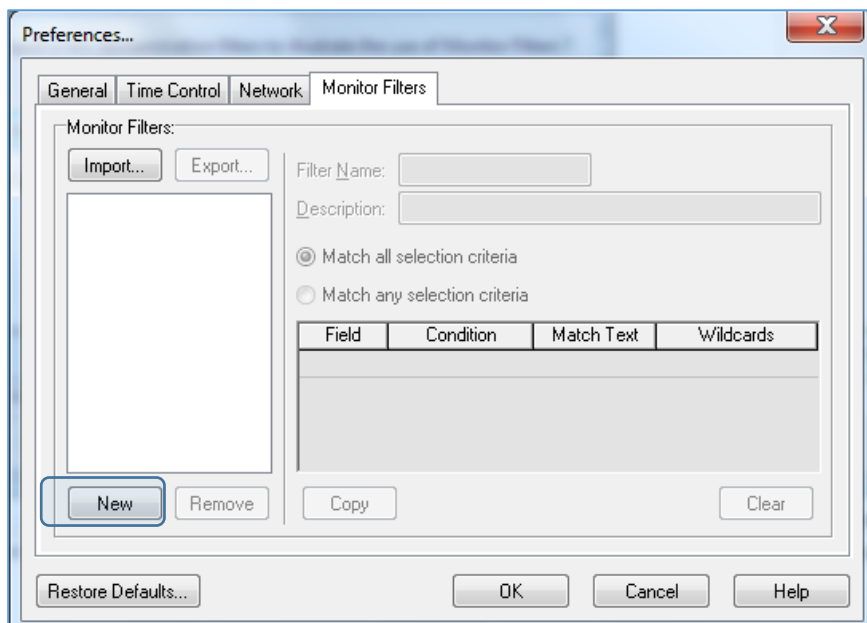 Preferences...
General Time Control Network Monitor Filters
Monitor Filters:
Import... Export...
Filter Name:
Description:
Match all selection criteria
Match any selection criteria
Field Condition Match Text Wildcards
New Remove Copy Clear
Restore Defaults... OK Cancel Help